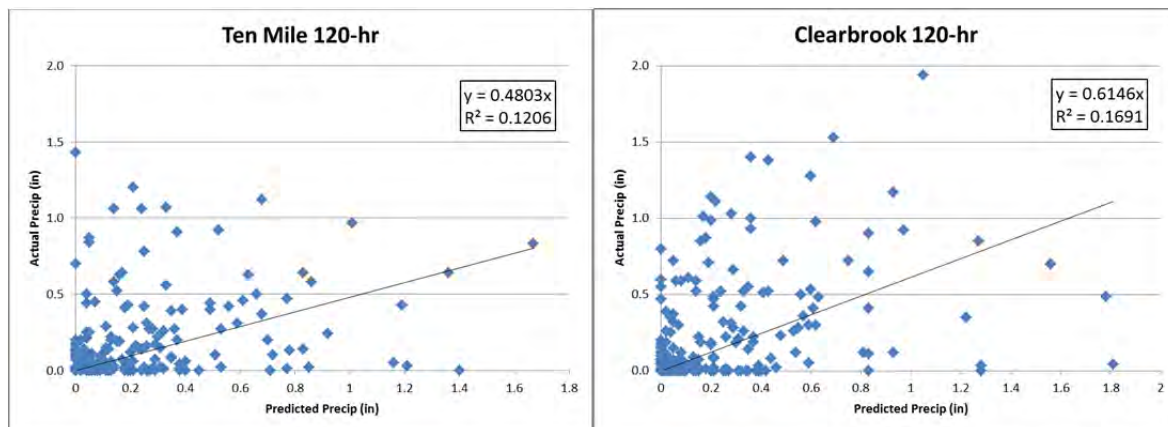 Ten Mile 120-hr
2.0
1.5
1.0
0.5
0.0
Actual Precip (in)
y = 0.4803x
R² = 0.1206
0.0 0.2 0.4 0.6 0.8 1 1.2 1.4 1.6 1.8
Predicted Precip (in)
Clearbrook 120-hr
2.0
1.5
1.0
0.5
0.0
Actual Precip (in)
y = 0.6146x
R² = 0.1691
0.0 0.2 0.4 0.6 0.8 1 1.2 1.4 1.6 1.8 2
Predicted Precip (in)